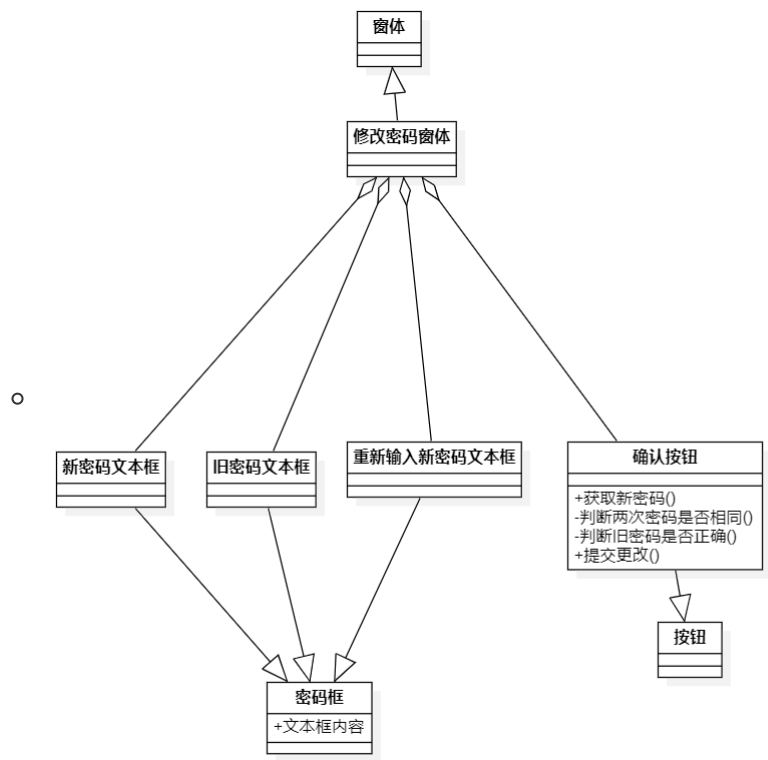 窗体
修改密码窗体
新密码文本框
旧密码文本框
重新输入新密码文本框
确认按钮
+获取新密码()
-判断两次密码是否相同()
-判断旧密码是否正确()
+提交更改()
按钮
密码框
+文本框内容